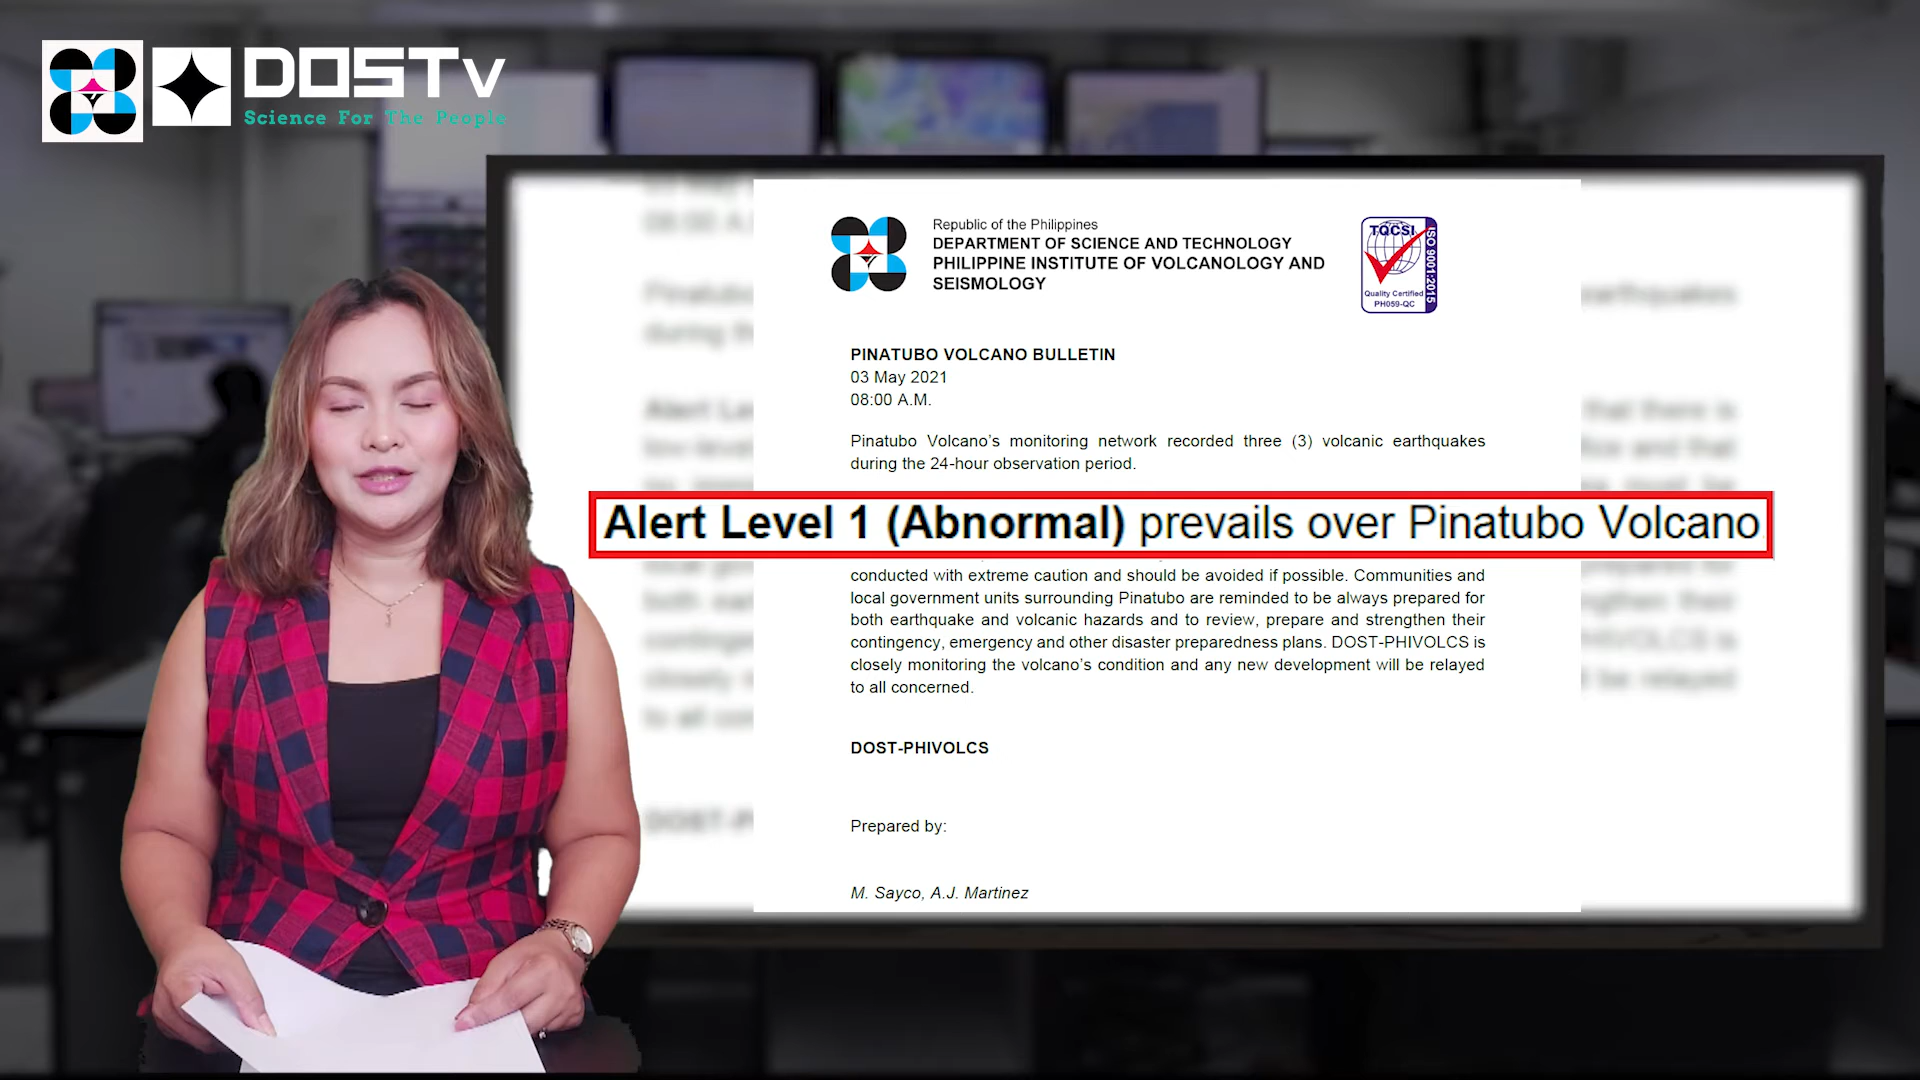 DOSTv
Science For The People
Republic of the Philippines
DEPARTMENT OF SCIENCE AND TECHNOLOGY
PHILIPPINE INSTITUTE OF VOLCANOLOGY AND
SEISMOLOGY
TQCSI
ISO 9001:2015
Quality Certified
PH059-QC
PINATUBO VOLCANO BULLETIN
03 May 2021
08:00 A.M.
Pinatubo Volcano's monitoring network recorded three (3) volcanic earthquakes
during the 24-hour observation period.
Alert Level 1 (Abnormal) prevails over Pinatubo Volcano
conducted with extreme caution and should be avoided if possible. Communities and
local government units surrounding Pinatubo are reminded to be always prepared for
both earthquake and volcanic hazards and to review, prepare and strengthen their
contingency, emergency and other disaster preparedness plans. DOST-PHIVOLCS is
closely monitoring the volcano's condition and any new development will be relayed
to all concerned.
DOST-PHIVOLCS
Prepared by:
M. Sayco, A.J. Martinez